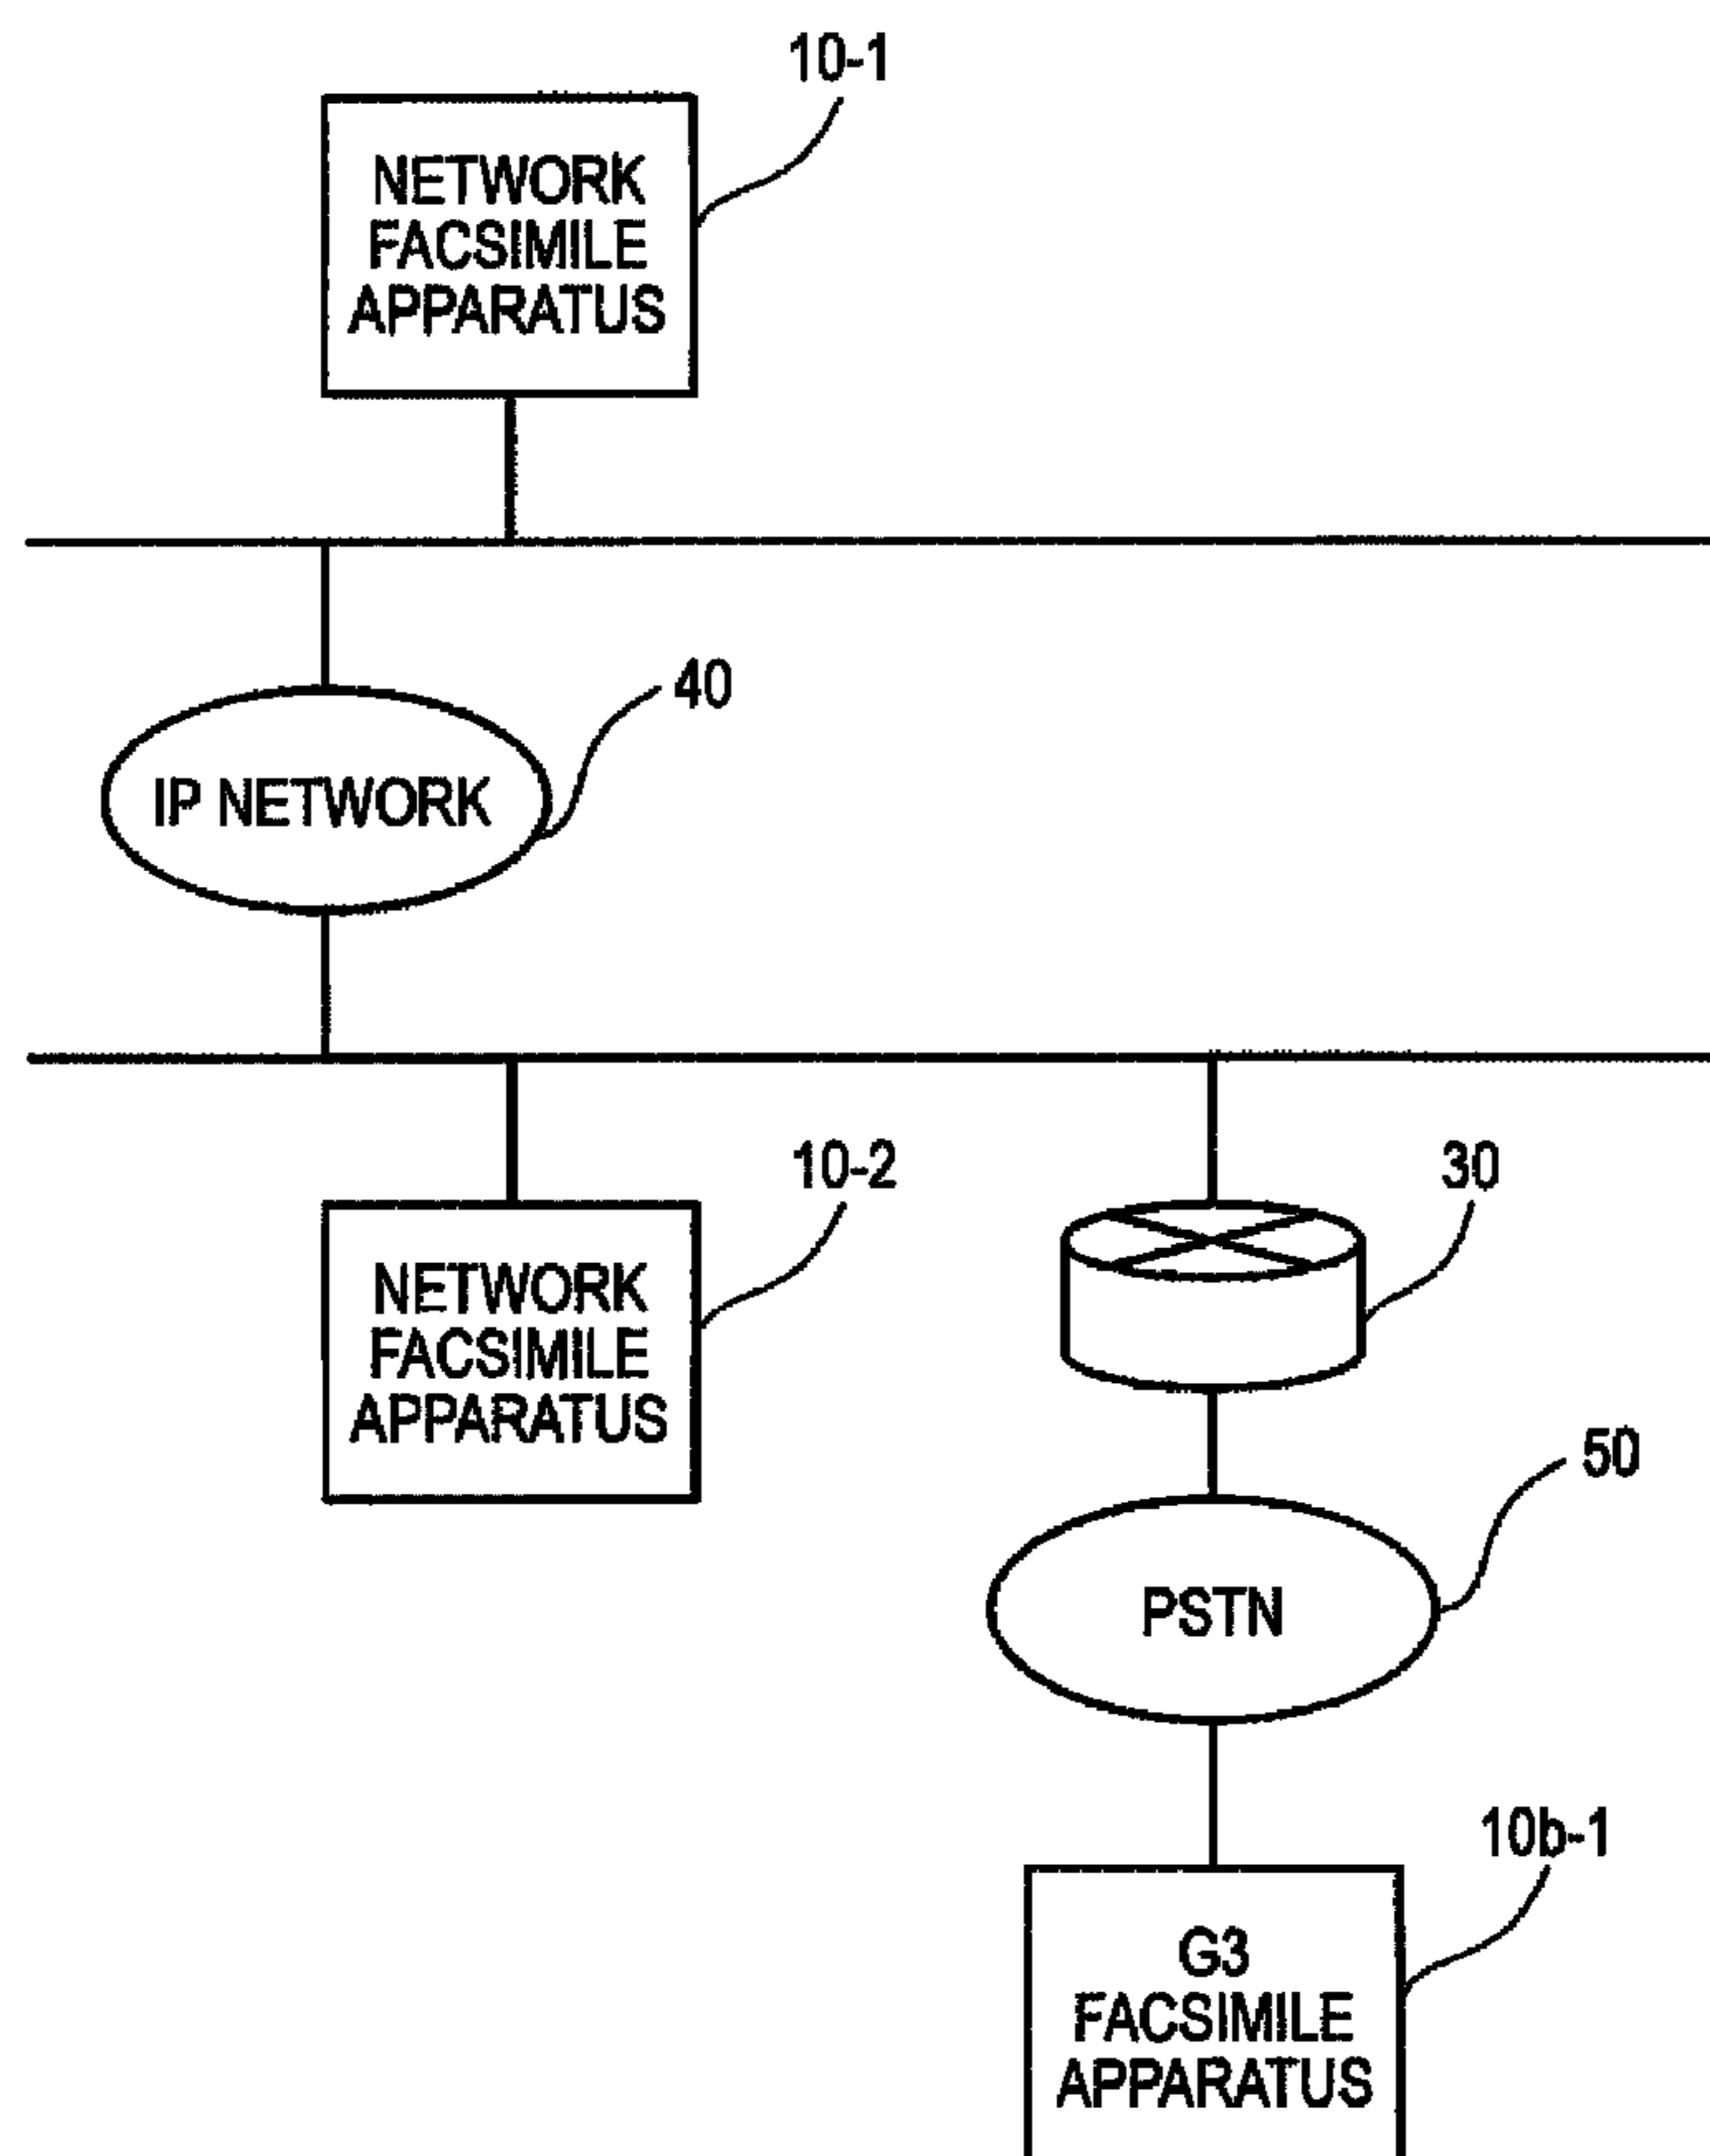 10-1
NETWORK
FACSIMILE
APPARATUS
40
IP NETWORK
10-2
30
NETWORK
FACSIMILE
APPARATUS
50
PSTN
10b-1
G3
FACSIMILE
APPARATUS